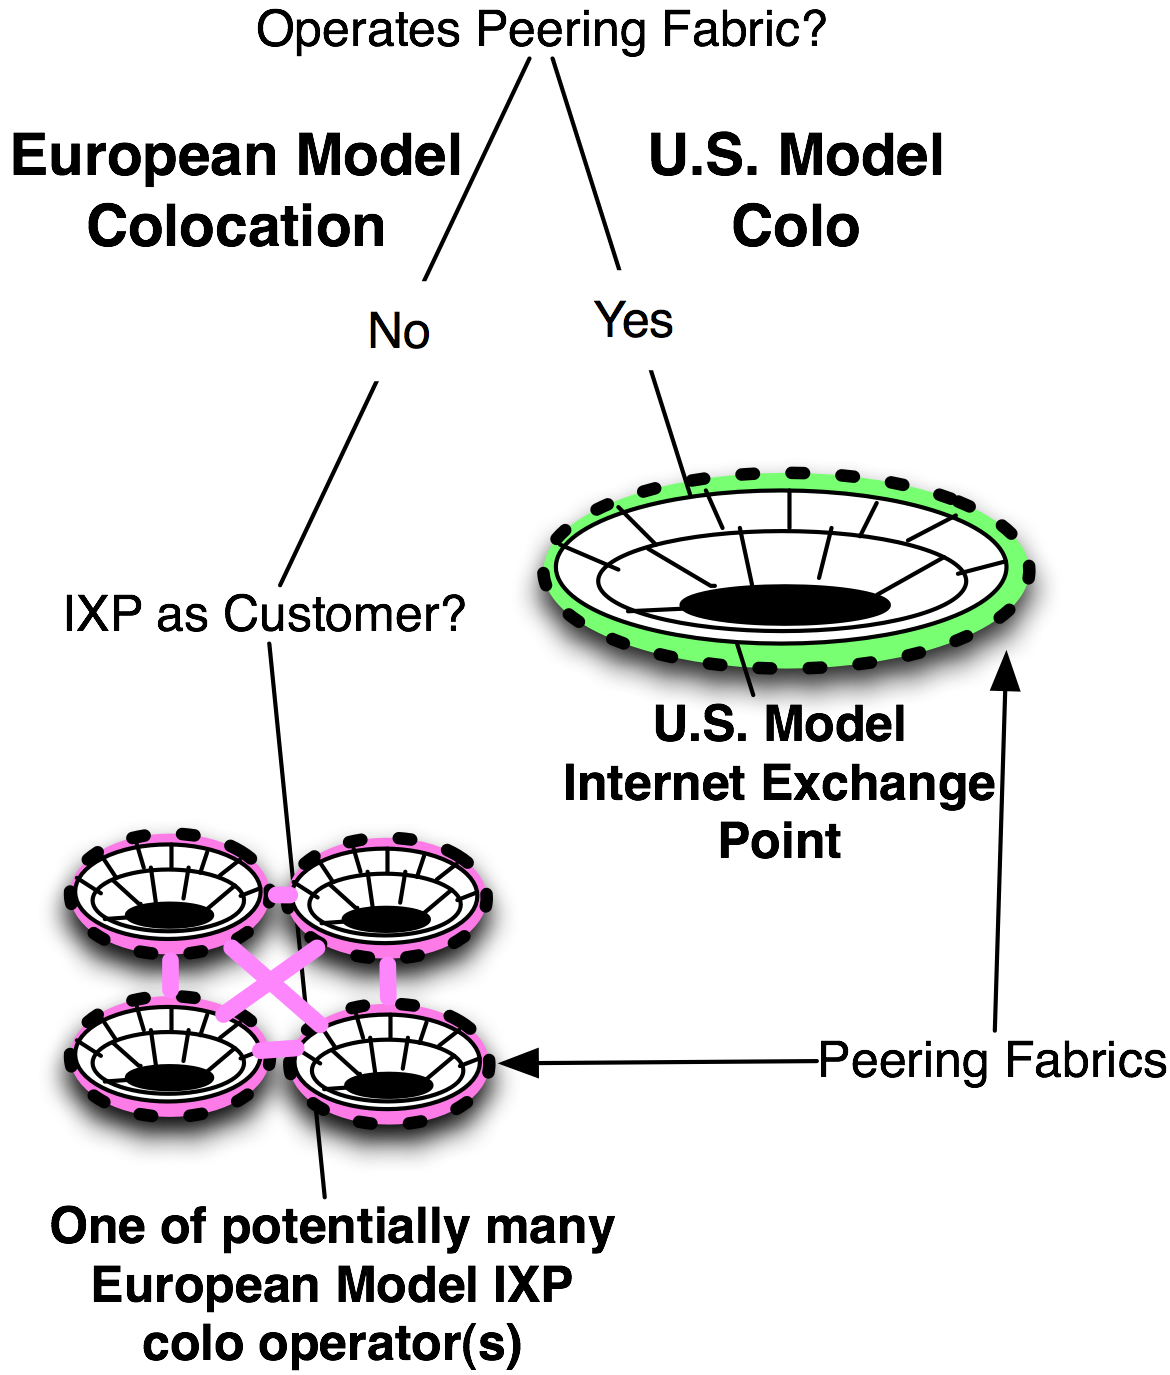 Operates Peering Fabric?
European Model
Colocation
U.S. Model
Colo
No
Yes
IXP as Customer?
U.S. Model
Internet Exchange
Point
Peering Fabrics
One of potentially many
European Model IXP
colo operator(s)